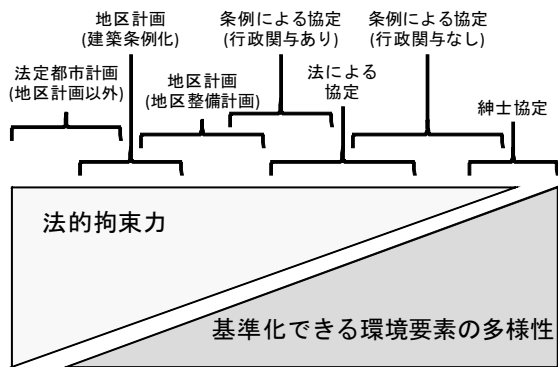 地区計画
(建築条例化)
条例による協定
(行政関与あり)
条例による協定
(行政関与なし)
法定都市計画
(地区計画以外)
地区計画
(地区整備計画)
法による
協定
紳士協定
法的拘束力
基準化できる環境要素の多様性